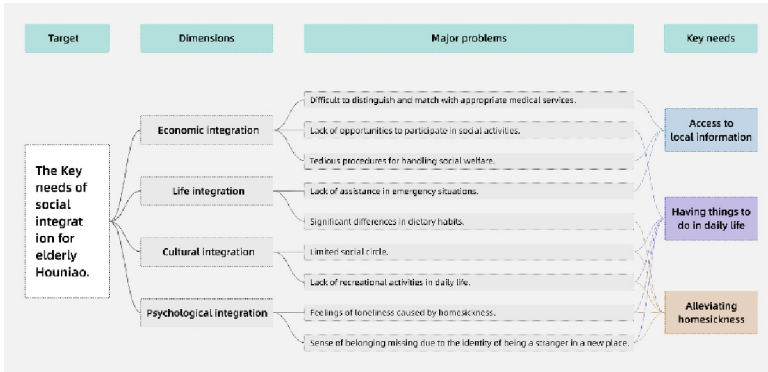 Target
Dimensions
Major problems
Key needs
The Key
needs of
social
integrat
ion for
elderly
Houniao.
Economic integration
Life integration
Cultural integration
Psychological integration
Difficult to distinguish and match with appropriate medical services.
Lack of opportunities to participate in social activities.
Tedious procedures for handling social welfare.
Lack of assistance in emergency situations.
Significant differences in dietary habits.
Limited social circle.
Lack of recreational activities in daily life.
Feelings of loneliness caused by homesickness.
Sense of belonging missing due to the identity of being a stranger in a new place.
Access to
local information
Having things to
do in daily life
Alleviating
homesickness